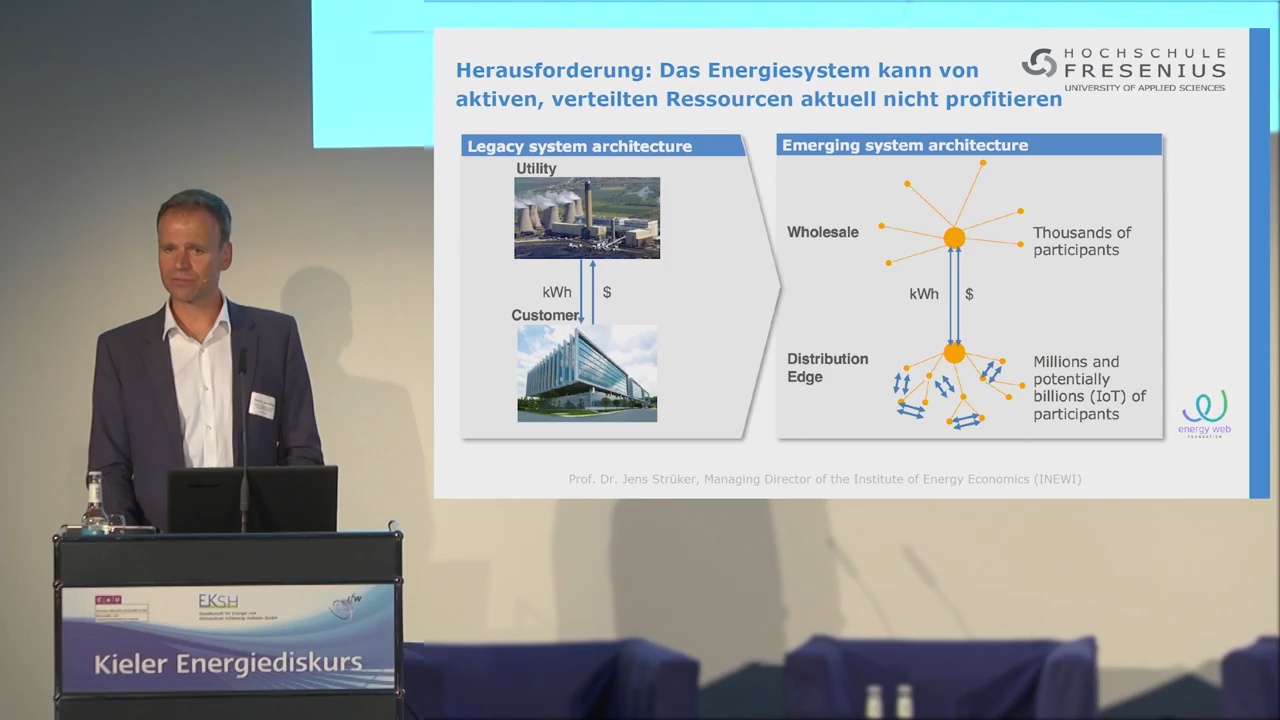 Herausforderung: Das Energiesystem kann von
aktiven, verteilten Ressourcen aktuell nicht profitieren
HOCHSCHULE
FRESENIUS
UNIVERSITY OF APPLIED SCIENCES
Legacy system architecture
Utility
kWh
$
Customer
Emerging system architecture
Wholesale
Thousands of
participants
kWh
$
Distribution
Edge
Millions and
potentially
billions (IoT) of
participants
energy web
FOUNDATION
Prof. Dr. Jens Strüker, Managing Director of the Institute of Energy Economics (INEWI)
CAU
EKSH
ifw
Kieler Energiediskurs